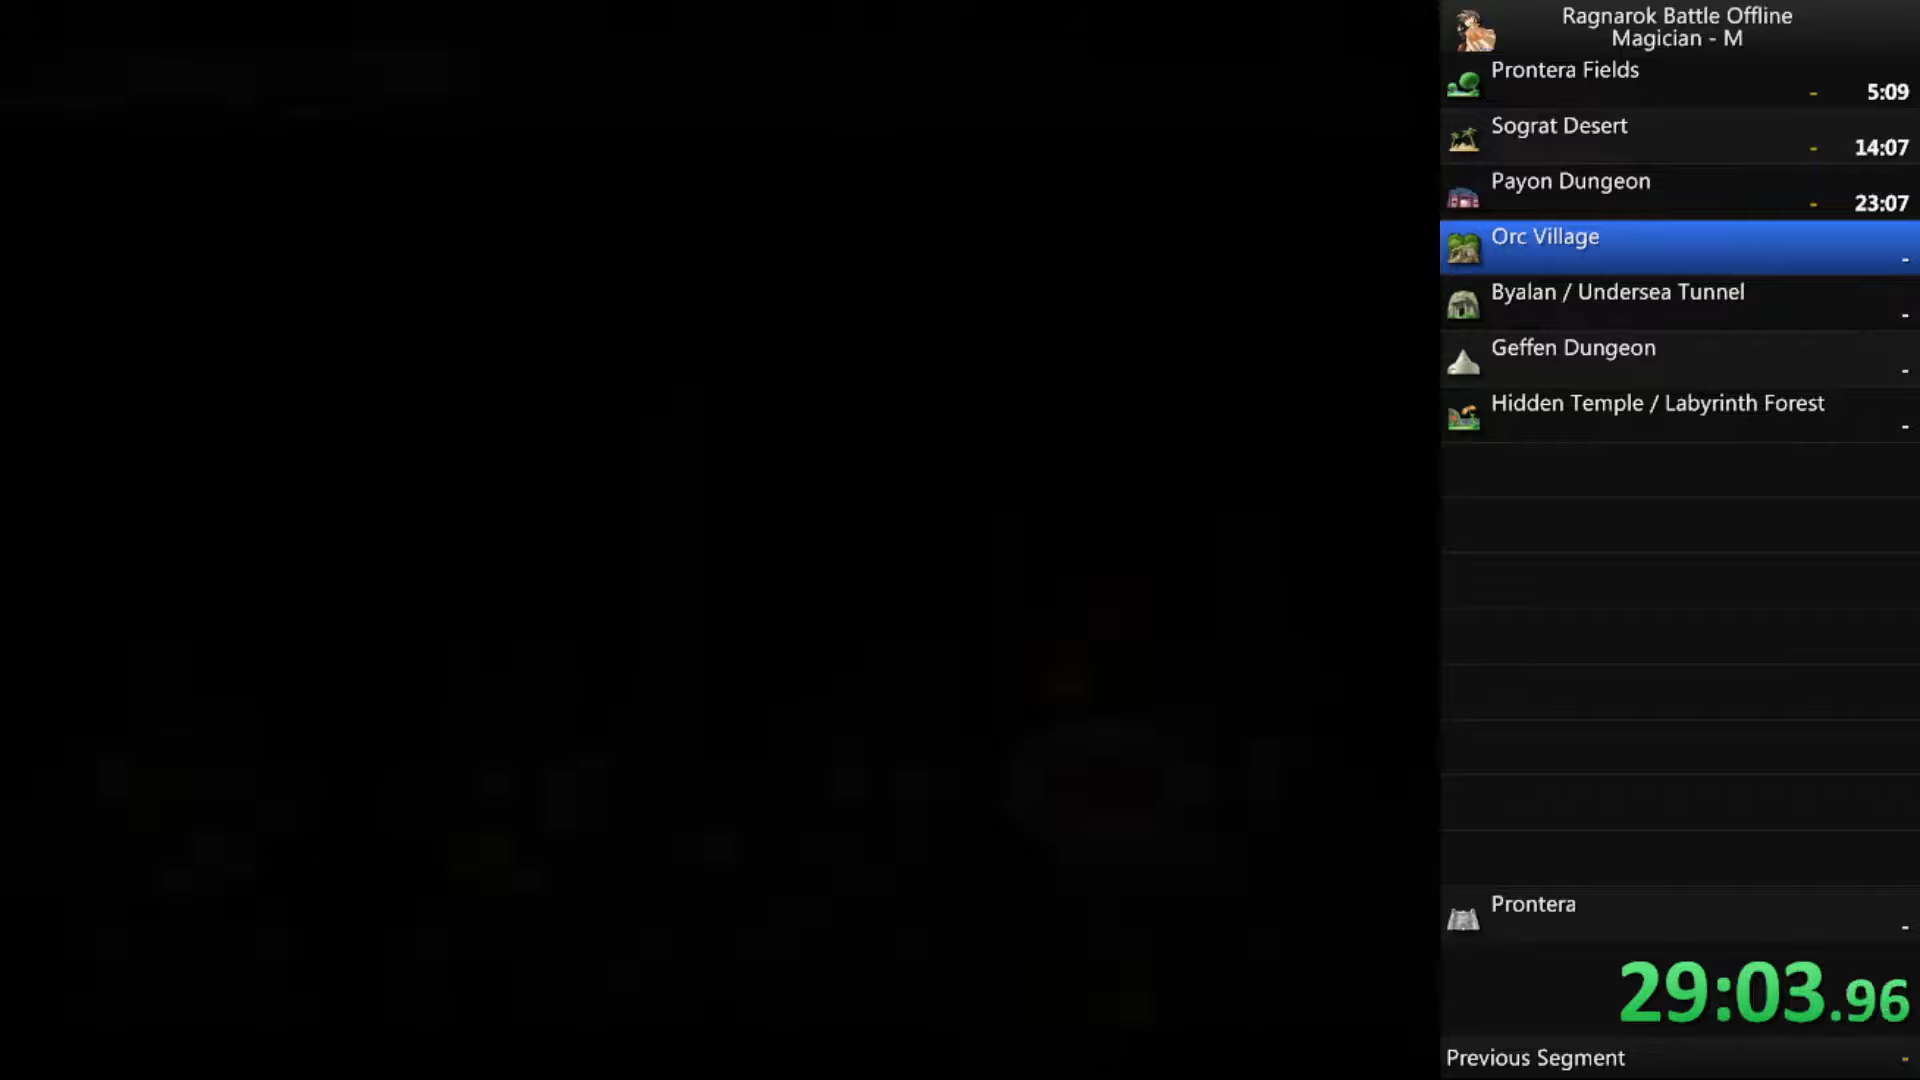 Ragnarok Battle Offline
Magician - M
Prontera Fields
- 5:09
Sograt Desert
- 14:07
Payon Dungeon
- 23:07
Orc Village
-
Byalan / Undersea Tunnel
-
Geffen Dungeon
-
Hidden Temple / Labyrinth Forest
-
Prontera
-
29:03.96
Previous Segment -